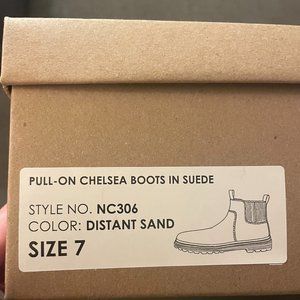 PULL-ON CHELSEA BOOTS IN SUEDE
STYLE NO. NC306
COLOR: DISTANT SAND
SIZE 7